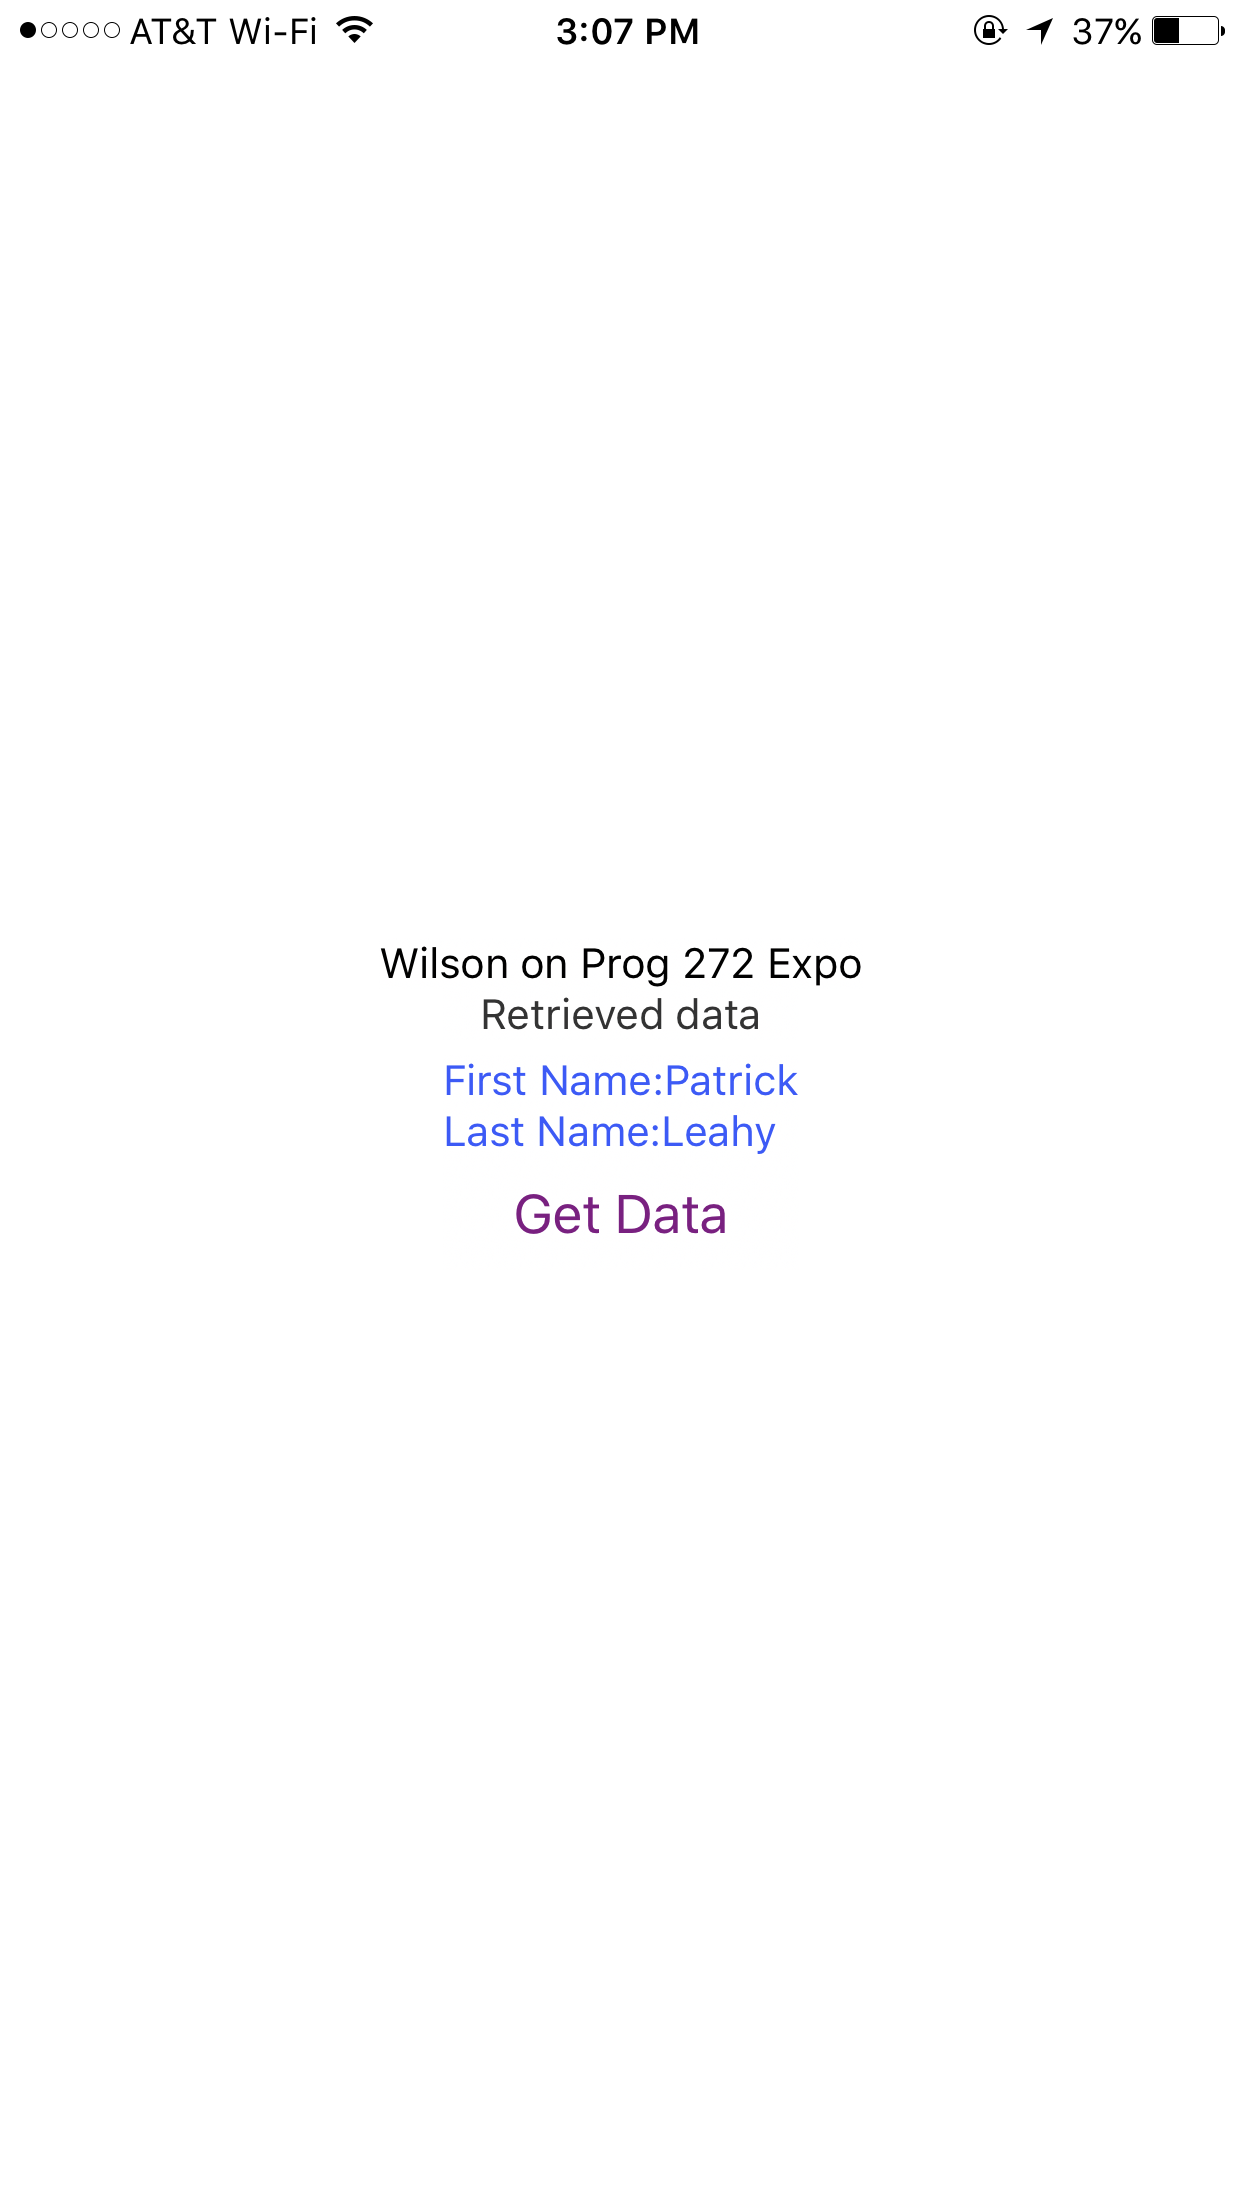 AT&T Wi-Fi 3:07 PM 37%
Wilson on Prog 272 Expo
Retrieved data
First Name:Patrick
Last Name:Leahy
Get Data